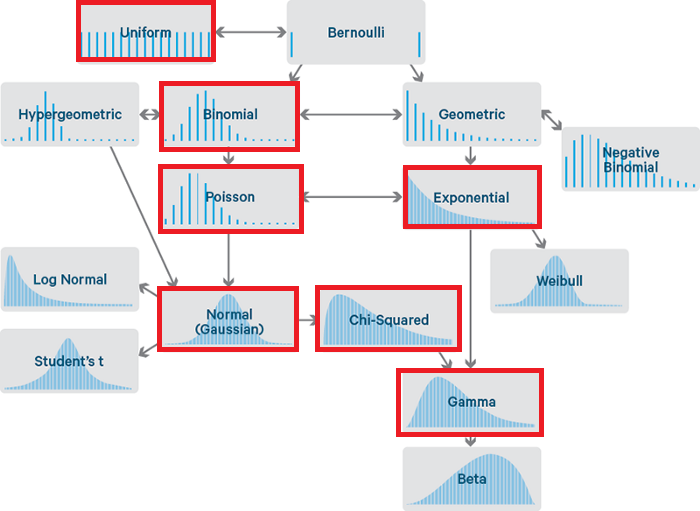 Uniform
Bernoulli
Hypergeometric
Binomial
Geometric
Negative
Binomial
Poisson
Exponential
Log Normal
Weibull
Normal
(Gaussian)
Chi-Squared
Student's t
Gamma
Beta